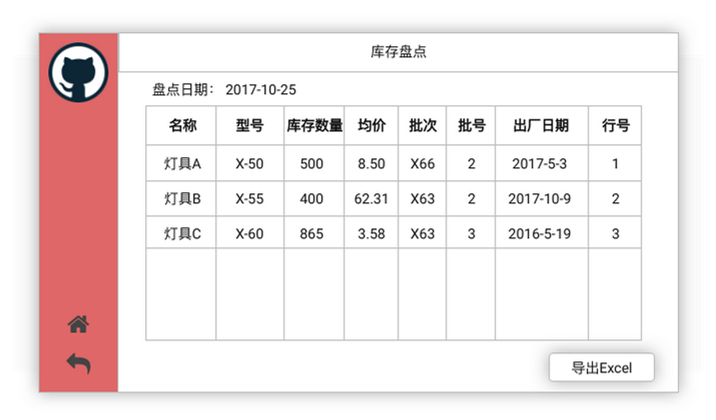 库存盘点
盘点日期： 2017-10-25
名称 型号 库存数量 均价 批次 批号 出厂日期 行号
灯具A X-50 500 8.50 X66 2 2017-5-3 1
灯具B X-55 400 62.31 X63 2 2017-10-9 2
灯具C X-60 865 3.58 X63 3 2016-5-19 3
导出Excel